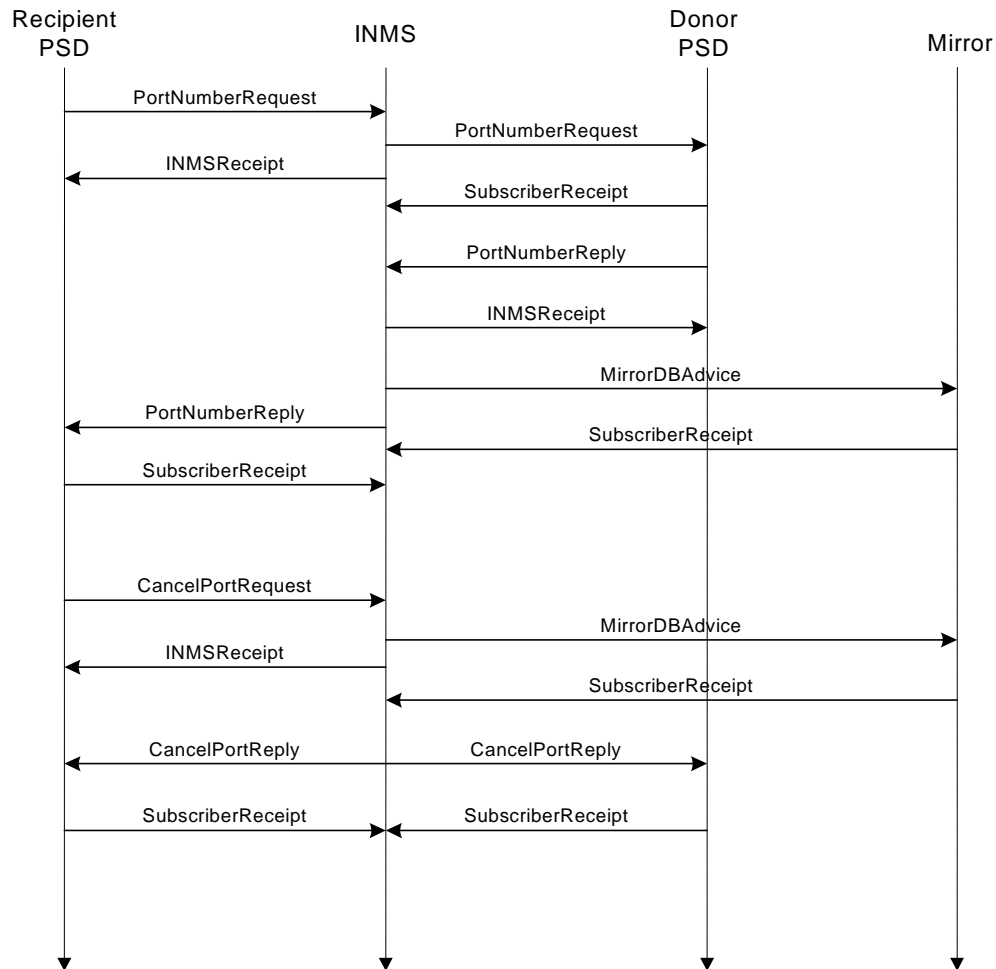 Recipient
PSD
INMS
Donor
PSD
Mirror
PortNumberRequest
PortNumberRequest
INMSReceipt
SubscriberReceipt
PortNumberReply
INMSReceipt
MirrorDBAdvice
PortNumberReply
SubscriberReceipt
SubscriberReceipt
CancelPortRequest
MirrorDBAdvice
INMSReceipt
SubscriberReceipt
CancelPortReply
CancelPortReply
SubscriberReceipt
SubscriberReceipt